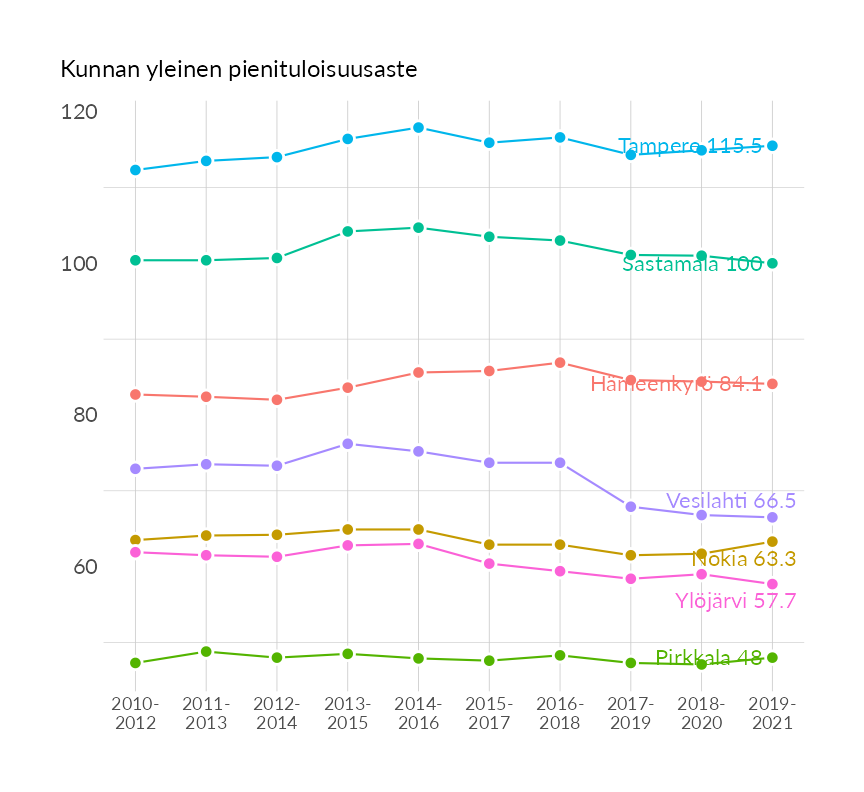 Kunnan yleinen pienituloisuusaste
120
100
80
60
Tampere 115.5
Sastamala 100
Hämeenkyrö 84.1
Vesilahti 66.5
Nokia 63.3
Ylöjärvi 57.7
Pirkkala 48
2010- 2011- 2012- 2013- 2014- 2015- 2016- 2017- 2018- 2019-
2012 2013 2014 2015 2016 2017 2018 2019 2020 2021